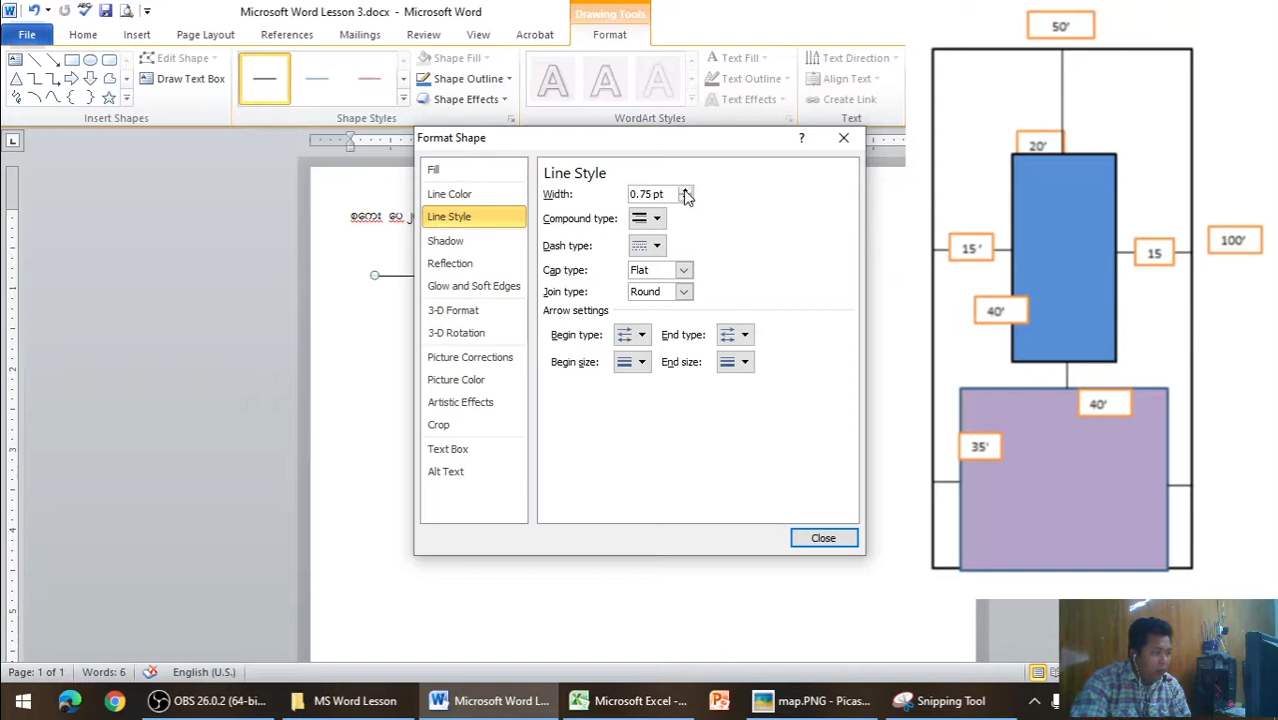 Microsoft Word Lesson 3.docx - Microsoft Word
Drawing Tools
File
Home
Insert
Page Layout
References
Mailings
Review
View
Acrobat
Format
Edit Shape
Draw Text Box
Insert Shapes
Shape Fill
Shape Outline
Shape Effects
Shape Styles
A A A
WordArt Styles
Text Fill
Text Outline
Text Effects
Text Direction
Align Text
Create Link
Text
Format Shape
?
Fill
Line Color
Line Style
Shadow
Reflection
Glow and Soft Edges
3-D Format
3-D Rotation
Picture Corrections
Picture Color
Artistic Effects
Crop
Text Box
Alt Text
Line Style
Width: 0.75 pt
Compound type:
Dash type:
Cap type: Flat
Join type: Round
Arrow settings
Begin type: End type:
Begin size: End size:
Close
50'
20'
15 '
15
100'
40'
40'
35'
1
2
3
4
5
Page: 1 of 1
Words: 6
English (U.S.)
OBS 26.0.2 (64-bi...
MS Word Lesson
Microsoft Word L...
Microsoft Excel -...
map.PNG - Picas...
Snipping Tool